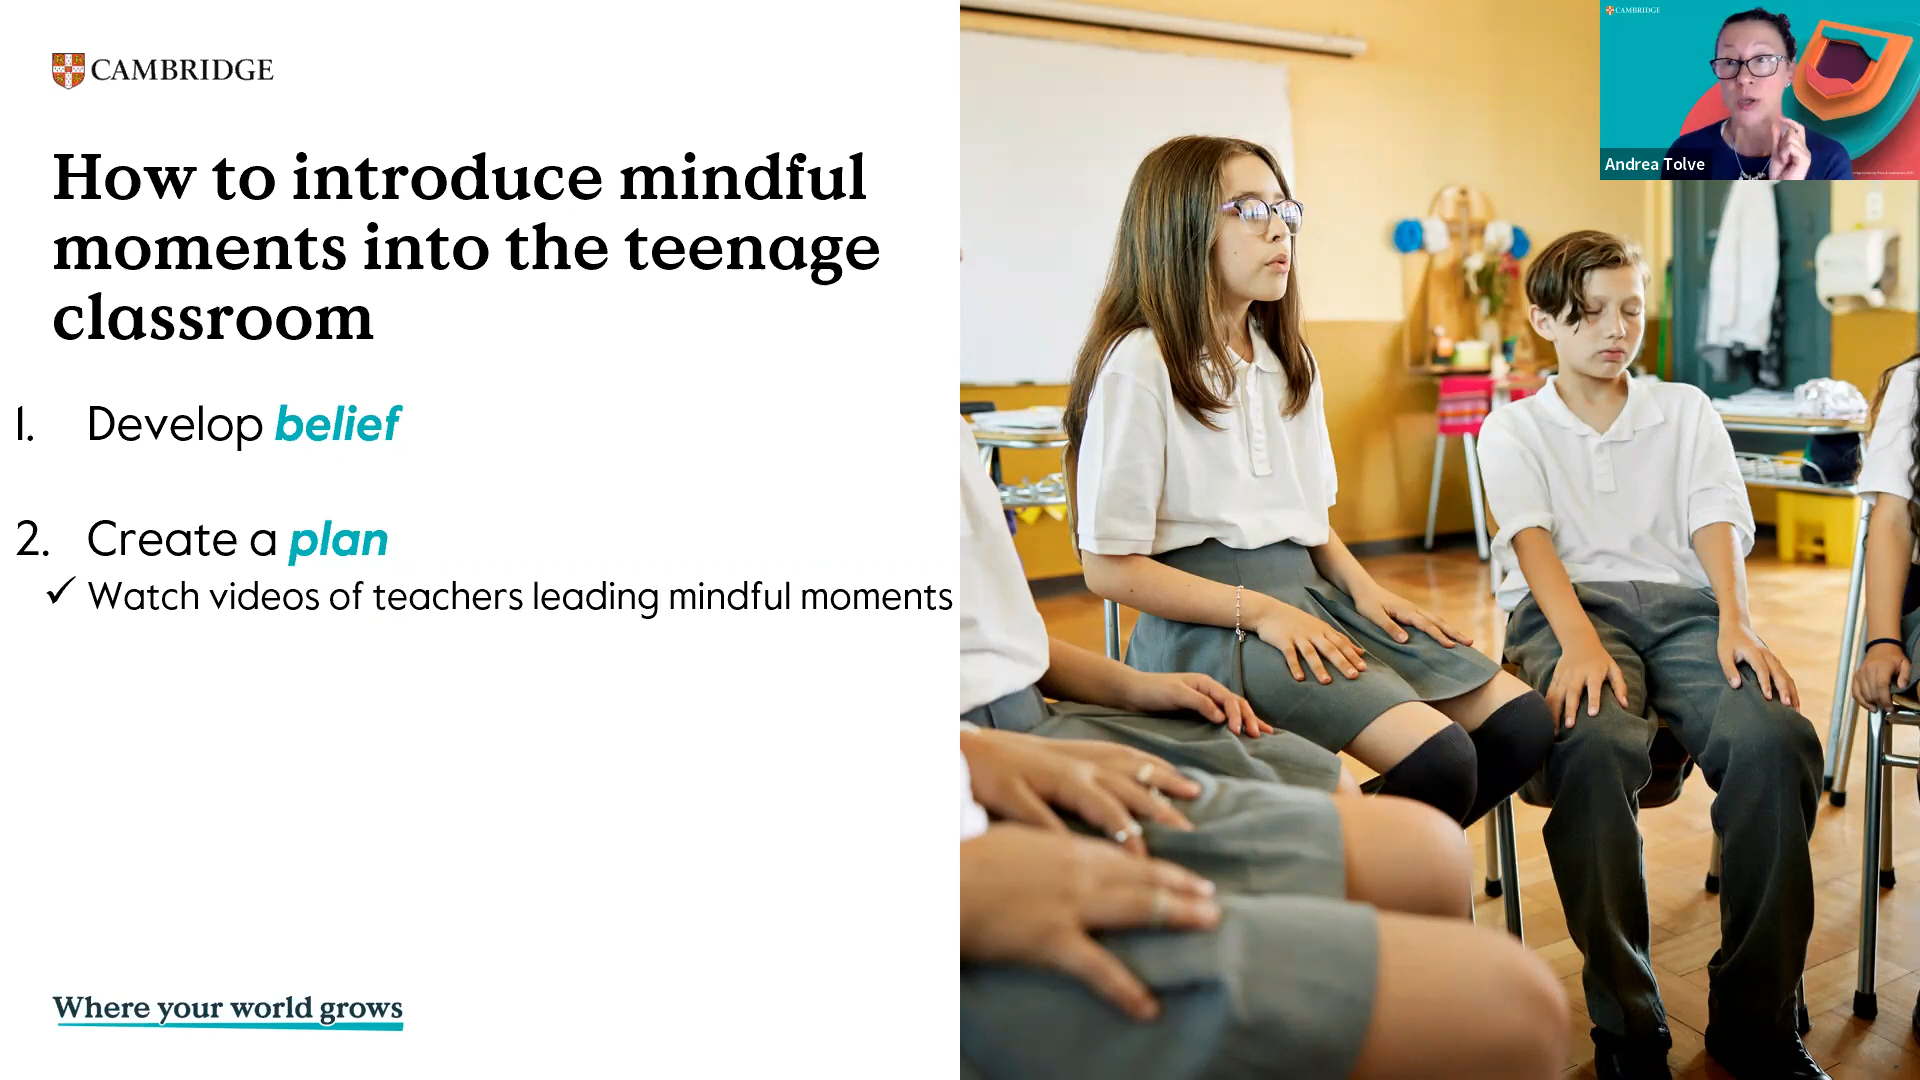 CAMBRIDGE
How to introduce mindful
moments into the teenage
classroom
1. Develop belief
2. Create a plan
✓ Watch videos of teachers leading mindful moments
Where your world grows
CAMBRIDGE
Andrea Tolve